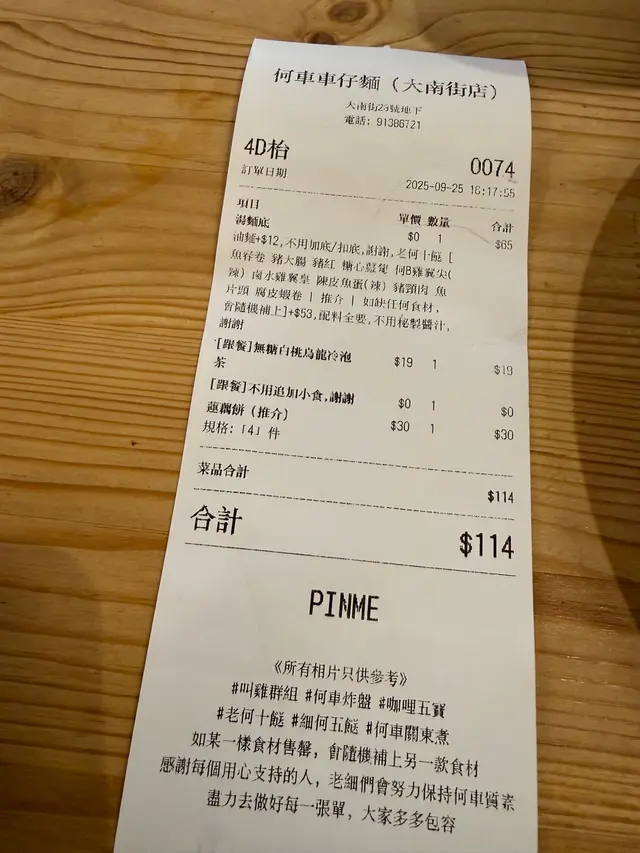 何車車仔麵（大南街店）
大南街23號地下
電話: 91386721
4D枱
0074
訂單日期
2025-09-25 18:17:55
項目 單價 數量 合計
湯麵底 $0 1 $65
油麵+$12,不用加底/扣底,謝謝,老何十餸 [
魚存卷 豬大腸 豬紅 糖心蘿蔔 何B雞翼尖(
辣) 鹵水雞翼皇 陳皮魚蛋(辣) 豬頸肉 魚
片頭 腐皮蝦卷 | 推介 | 如缺任何食材,
會隨機補上]+$53,配料全要,不用秘製醬汁,
謝謝
[跟餐]無糖白桃烏龍冷泡 $19 1 $19
茶
[跟餐]不用追加小食,謝謝 $0 1 $0
蓮藕餅（推介） $30 1 $30
規格:「4」件
菜品合計 $114
合計 $114
PINME
《所有相片只供參考》
#叫雞群組 #何車炸盤 #咖哩五寶
#老何十餸 #細何五餸 #何車關東煮
如某一樣食材售罄，會隨機補上另一款食材
感謝每個用心支持的人，老細們會努力保持何車質素
盡力去做好每一張單，大家多多包容